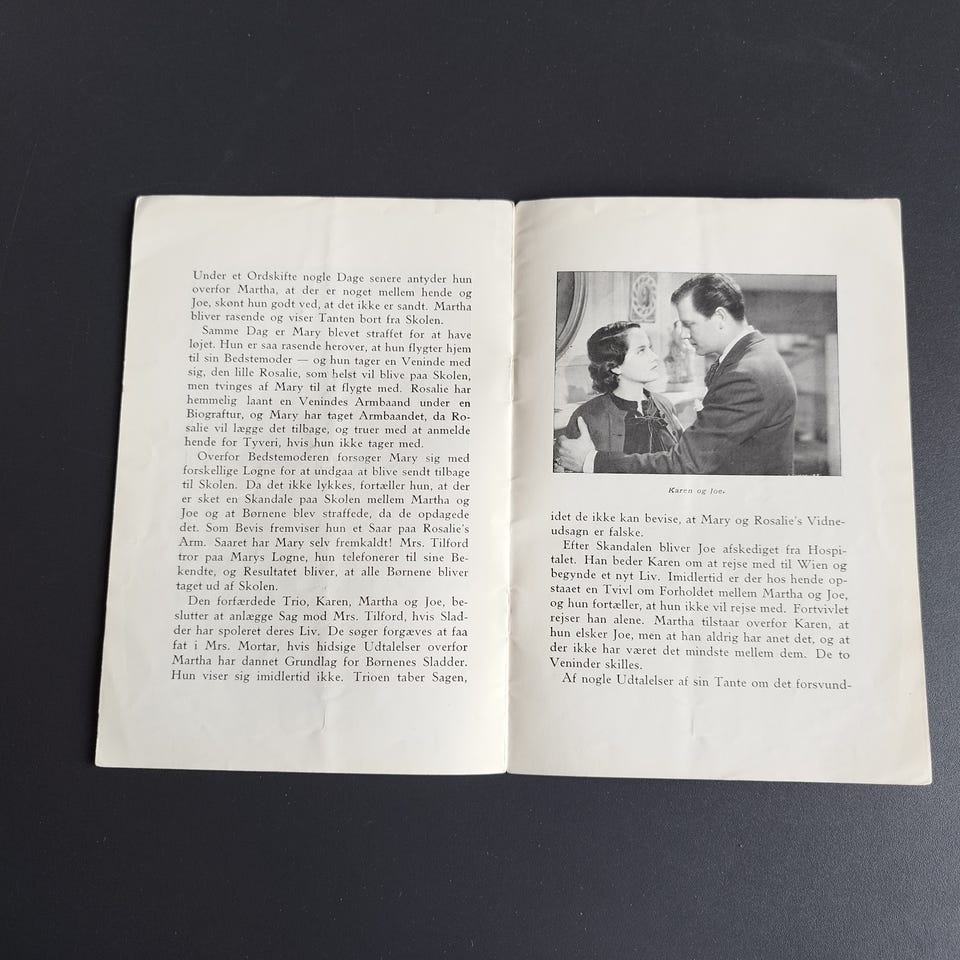 Under et Ordskifte nogle Dage senere antyder hun
overfor Martha, at der er noget mellem hende og
Joe, skønt hun godt ved, at det ikke er sandt. Martha
bliver rasende og viser Tanten bort fra Skolen.
Samme Dag er Mary blevet straffet for at have
løjet. Hun er saa rasende herover, at hun flygter hjem
til sin Bedstemoder — og hun tager en Veninde med
sig, den lille Rosalie, som helst vil blive paa Skolen,
men tvinges af Mary til at flygte med. Rosalie har
hemmelig laant en Venindes Armbaand under en
Biograftur, og Mary har taget Armbaandet, da Ro-
salie vil lægge det tilbage, og truer med at anmelde
hende for Tyveri, hvis hun ikke tager med.
Overfor Bedstemoderen forsøger Mary sig med
forskellige Løgne for at undgaa at blive sendt tilbage
til Skolen. Da det ikke lykkes, fortæller hun, at der
er sket en Skandale paa Skolen mellem Martha og
Joe og at Børnene blev straffede, da de opdagede
det. Som Bevis fremviser hun et Saar paa Rosalie's
Arm. Saaret har Mary selv fremkaldt! Mrs. Tilford
tror paa Marys Løgne, hun telefonerer til sine Be-
kendte, og Resultatet bliver, at alle Børnene bliver
taget ud af Skolen.
Den forfærdede Trio, Karen, Martha og Joe, be-
slutter at anlægge Sag mod Mrs. Tilford, hvis Slad-
der har spoleret deres Liv. De søger forgæves at faa
fat i Mrs. Mortar, hvis hidsige Udtalelser overfor
Martha har dannet Grundlag for Børnenes Sladder.
Hun viser sig imidlertid ikke. Trioen taber Sagen,
Karen og Joe.
idet de ikke kan bevise, at Mary og Rosalie's Vidne-
udsagn er falske.
Efter Skandalen bliver Joe afskediget fra Hospi-
talet. Han beder Karen om at rejse med til Wien og
begynde et nyt Liv. Imidlertid er der hos hende op-
staaet en Tvivl om Forholdet mellem Martha og Joe,
og hun fortæller, at hun ikke vil rejse med. Fortvivlet
rejser han alene. Martha tilstaar overfor Karen, at
hun elsker Joe, men at han aldrig har anet det, og at
der ikke har været det mindste mellem dem. De to
Veninder skilles.
Af nogle Udtalelser af sin Tante om det forsvund-